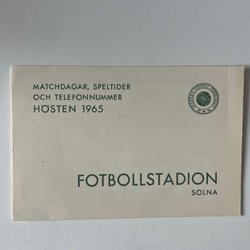 MATCHDAGAR, SPELTIDER
OCH TELEFONNUMMER
HÖSTEN 1965
FOTBOLLSTADION
SOLNA